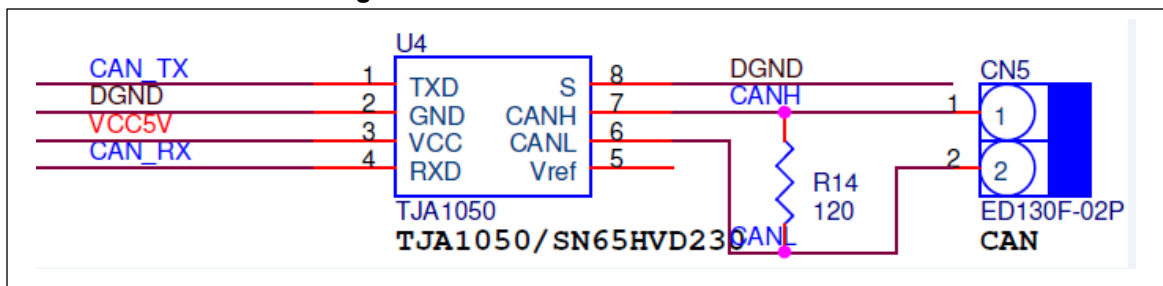 U4
CAN_TX 1 TXD S 8 DGND CN5
DGND 2 GND CANH 7 CANH 1 1
VCC5V 3 VCC CANL 6
CAN_RX 4 RXD Vref 5 2 2
R14
120
TJA1050 ED130F-02P
TJA1050/SN65HVD230 CANL CAN